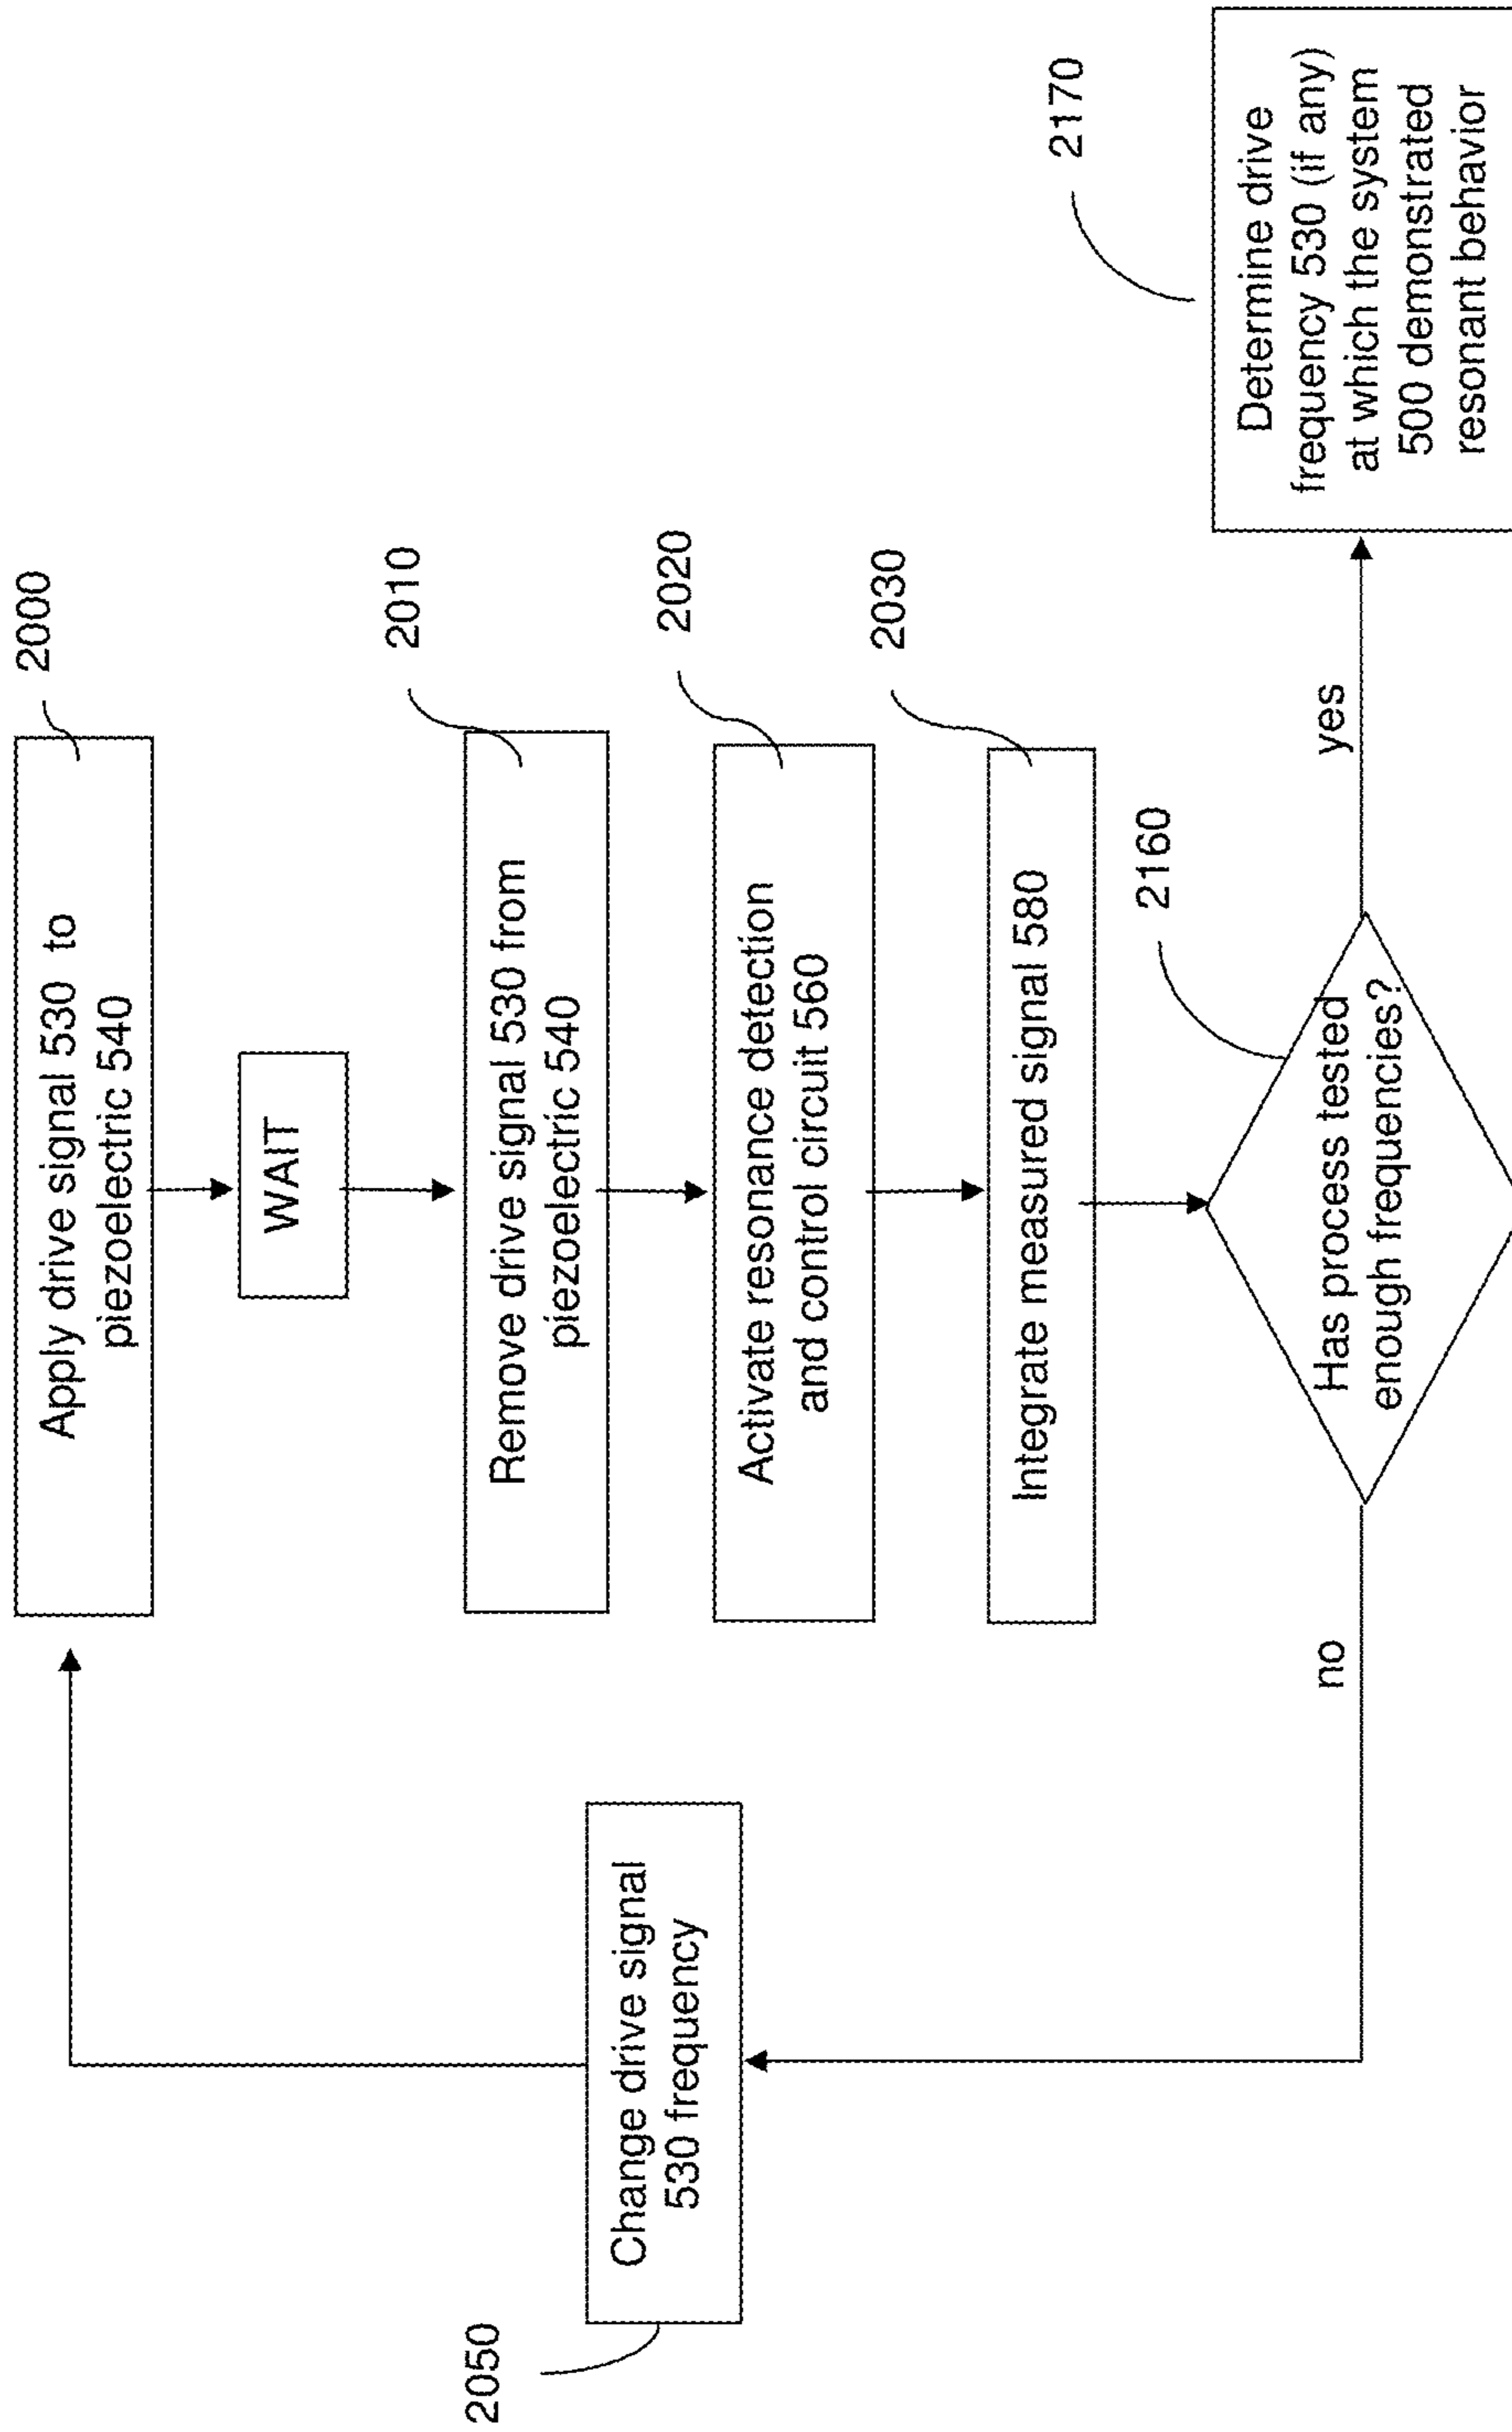 2000
Apply drive signal 530 to
piezoelectric 540
WAIT
2010
Remove drive signal 530 from
piezoelectric 540
2020
Activate resonance detection
and control circuit 560
2030
Integrate measured signal 580
2160
Has process tested
enough frequencies?
no
yes
2050
Change drive signal
530 frequency
2170
Determine drive
frequency 530 (if any)
at which the system
500 demonstrated
resonant behavior